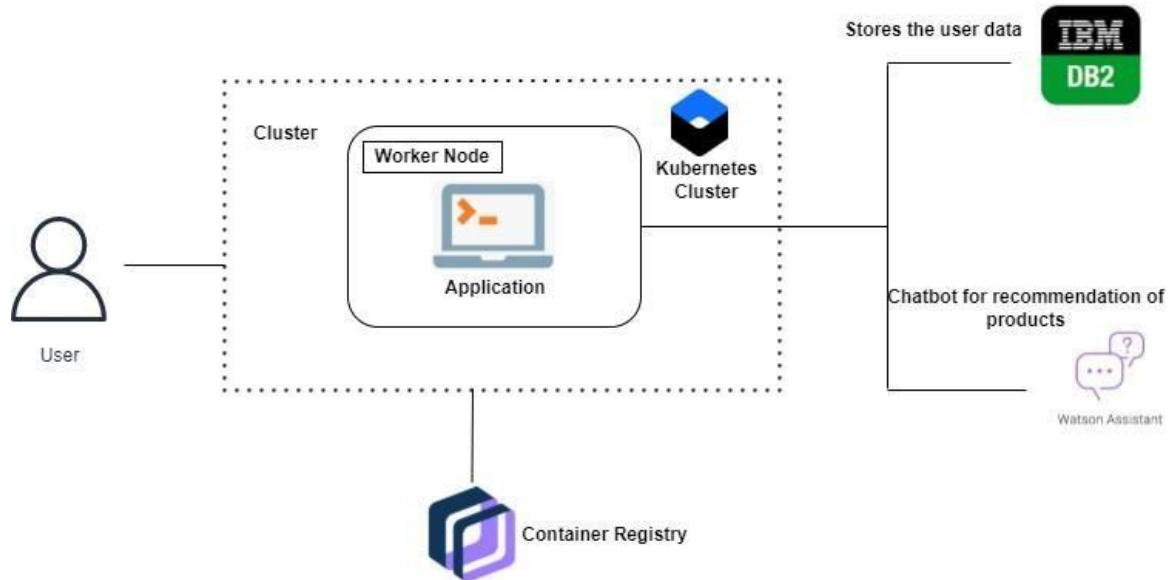 Stores the user data
IBM
DB2
Cluster
Worker Node
Kubernetes
Cluster
Application
User
Chatbot for recommendation of
products
Watson Assistant
Container Registry